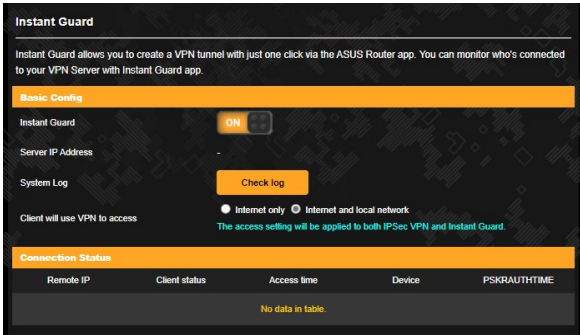 Instant Guard
Instant Guard allows you to create a VPN tunnel with just one click via the ASUS Router app. You can monitor who's connected
to your VPN Server with Instant Guard app.
Basic Config
Instant Guard
ON
Server IP Address
-
System Log
Check log
Client will use VPN to access
Internet only Internet and local network
The access setting will be applied to both IPSec VPN and Instant Guard.
Connection Status
Remote IP Client status Access time Device PSKRAUTHTIME
No data in table.